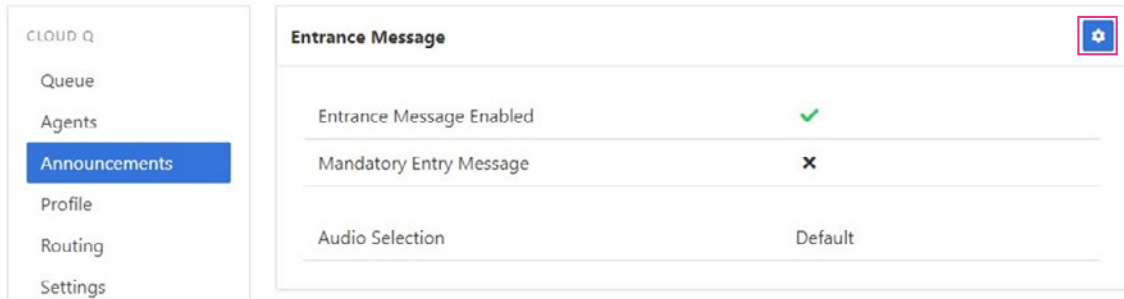 CLOUD Q
Queue
Agents
Announcements
Profile
Routing
Settings
Entrance Message
Entrance Message Enabled
Mandatory Entry Message
Audio Selection Default